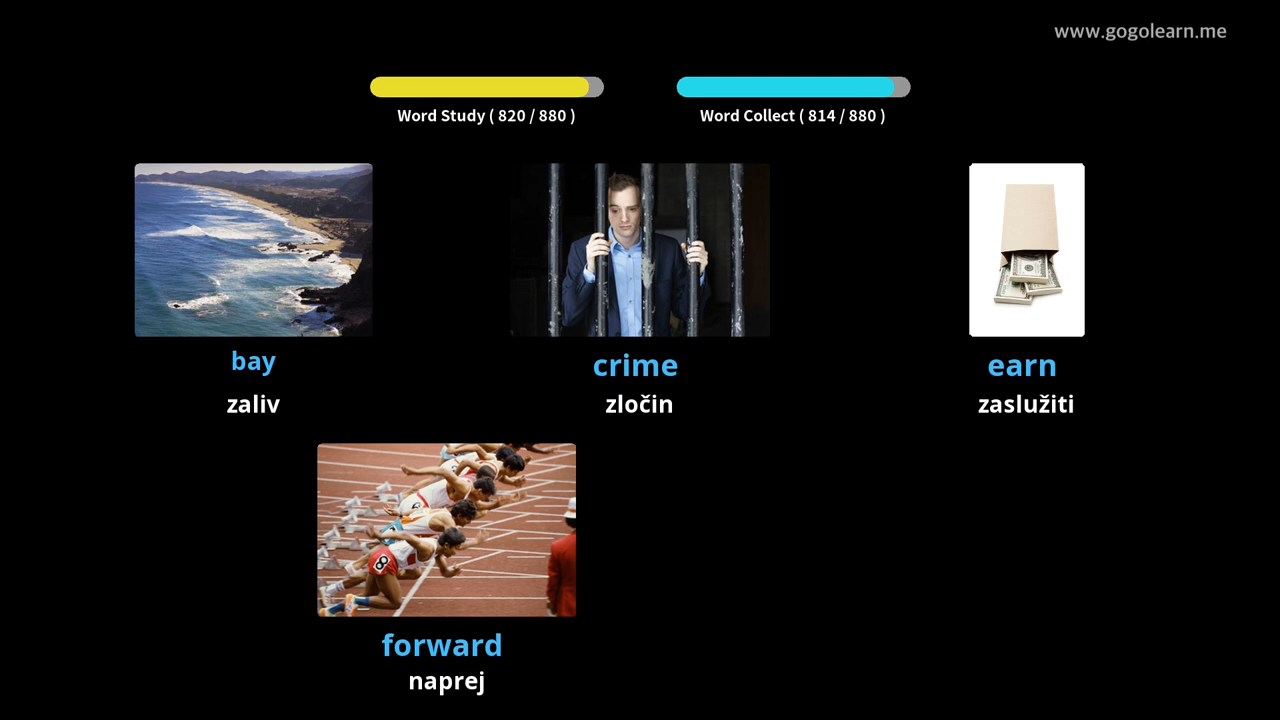 www.gogolearn.me
Word Study ( 820 / 880 )
Word Collect ( 814 / 880 )
bay
zaliv
crime
zločin
earn
zaslužiti
8
forward
naprej